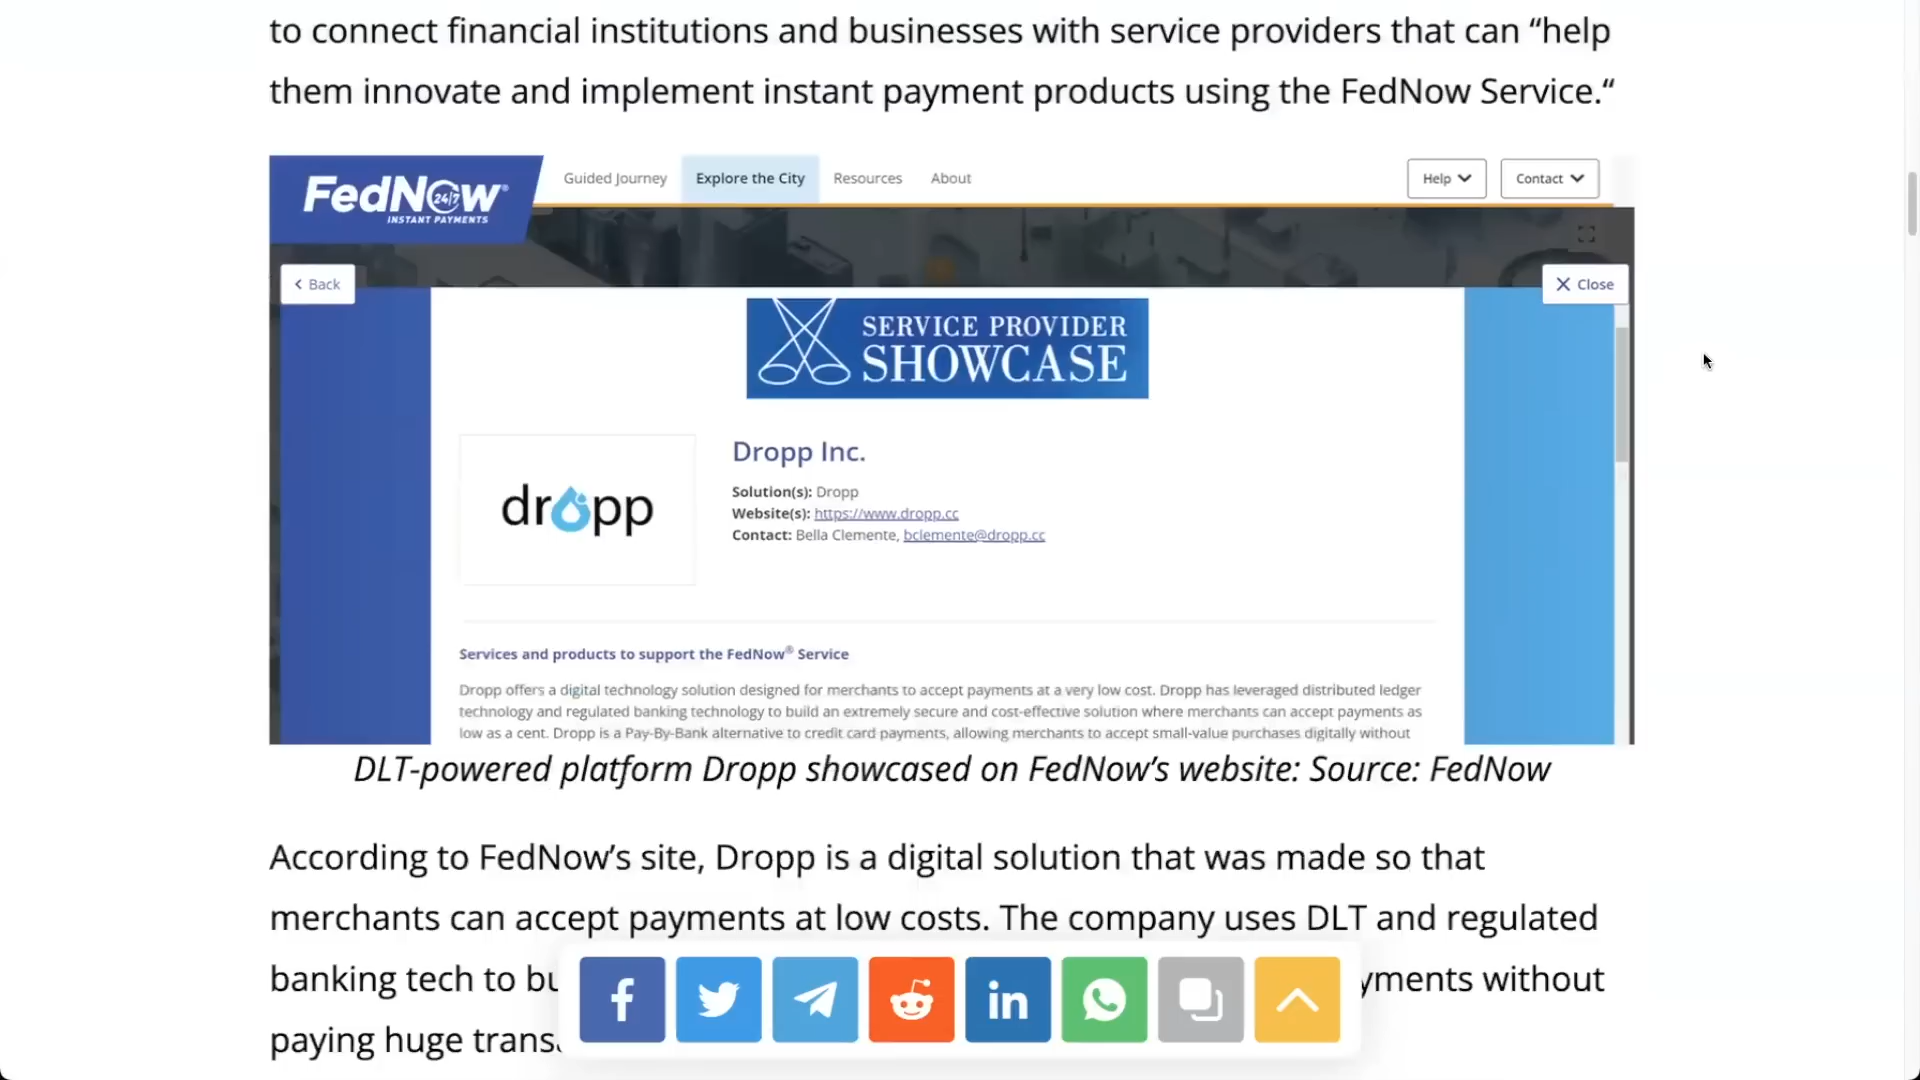 to connect financial institutions and businesses with service providers that can “help
them innovate and implement instant payment products using the FedNow Service.“
FedNow® 24/7
INSTANT PAYMENTS
Guided Journey
Explore the City
Resources
About
Help
Contact
Back
Close
SERVICE PROVIDER
SHOWCASE
dropp
Dropp Inc.
Solution(s): Dropp
Website(s): https://www.dropp.cc
Contact: Bella Clemente, bclemente@dropp.cc
Services and products to support the FedNow® Service
Dropp offers a digital technology solution designed for merchants to accept payments at a very low cost. Dropp has leveraged distributed ledger
technology and regulated banking technology to build an extremely secure and cost-effective solution where merchants can accept payments as
low as a cent. Dropp is a Pay-By-Bank alternative to credit card payments, allowing merchants to accept small-value purchases digitally without
DLT-powered platform Dropp showcased on FedNow’s website: Source: FedNow
According to FedNow’s site, Dropp is a digital solution that was made so that
merchants can accept payments at low costs. The company uses DLT and regulated
banking tech to bu yments without
paying huge trans